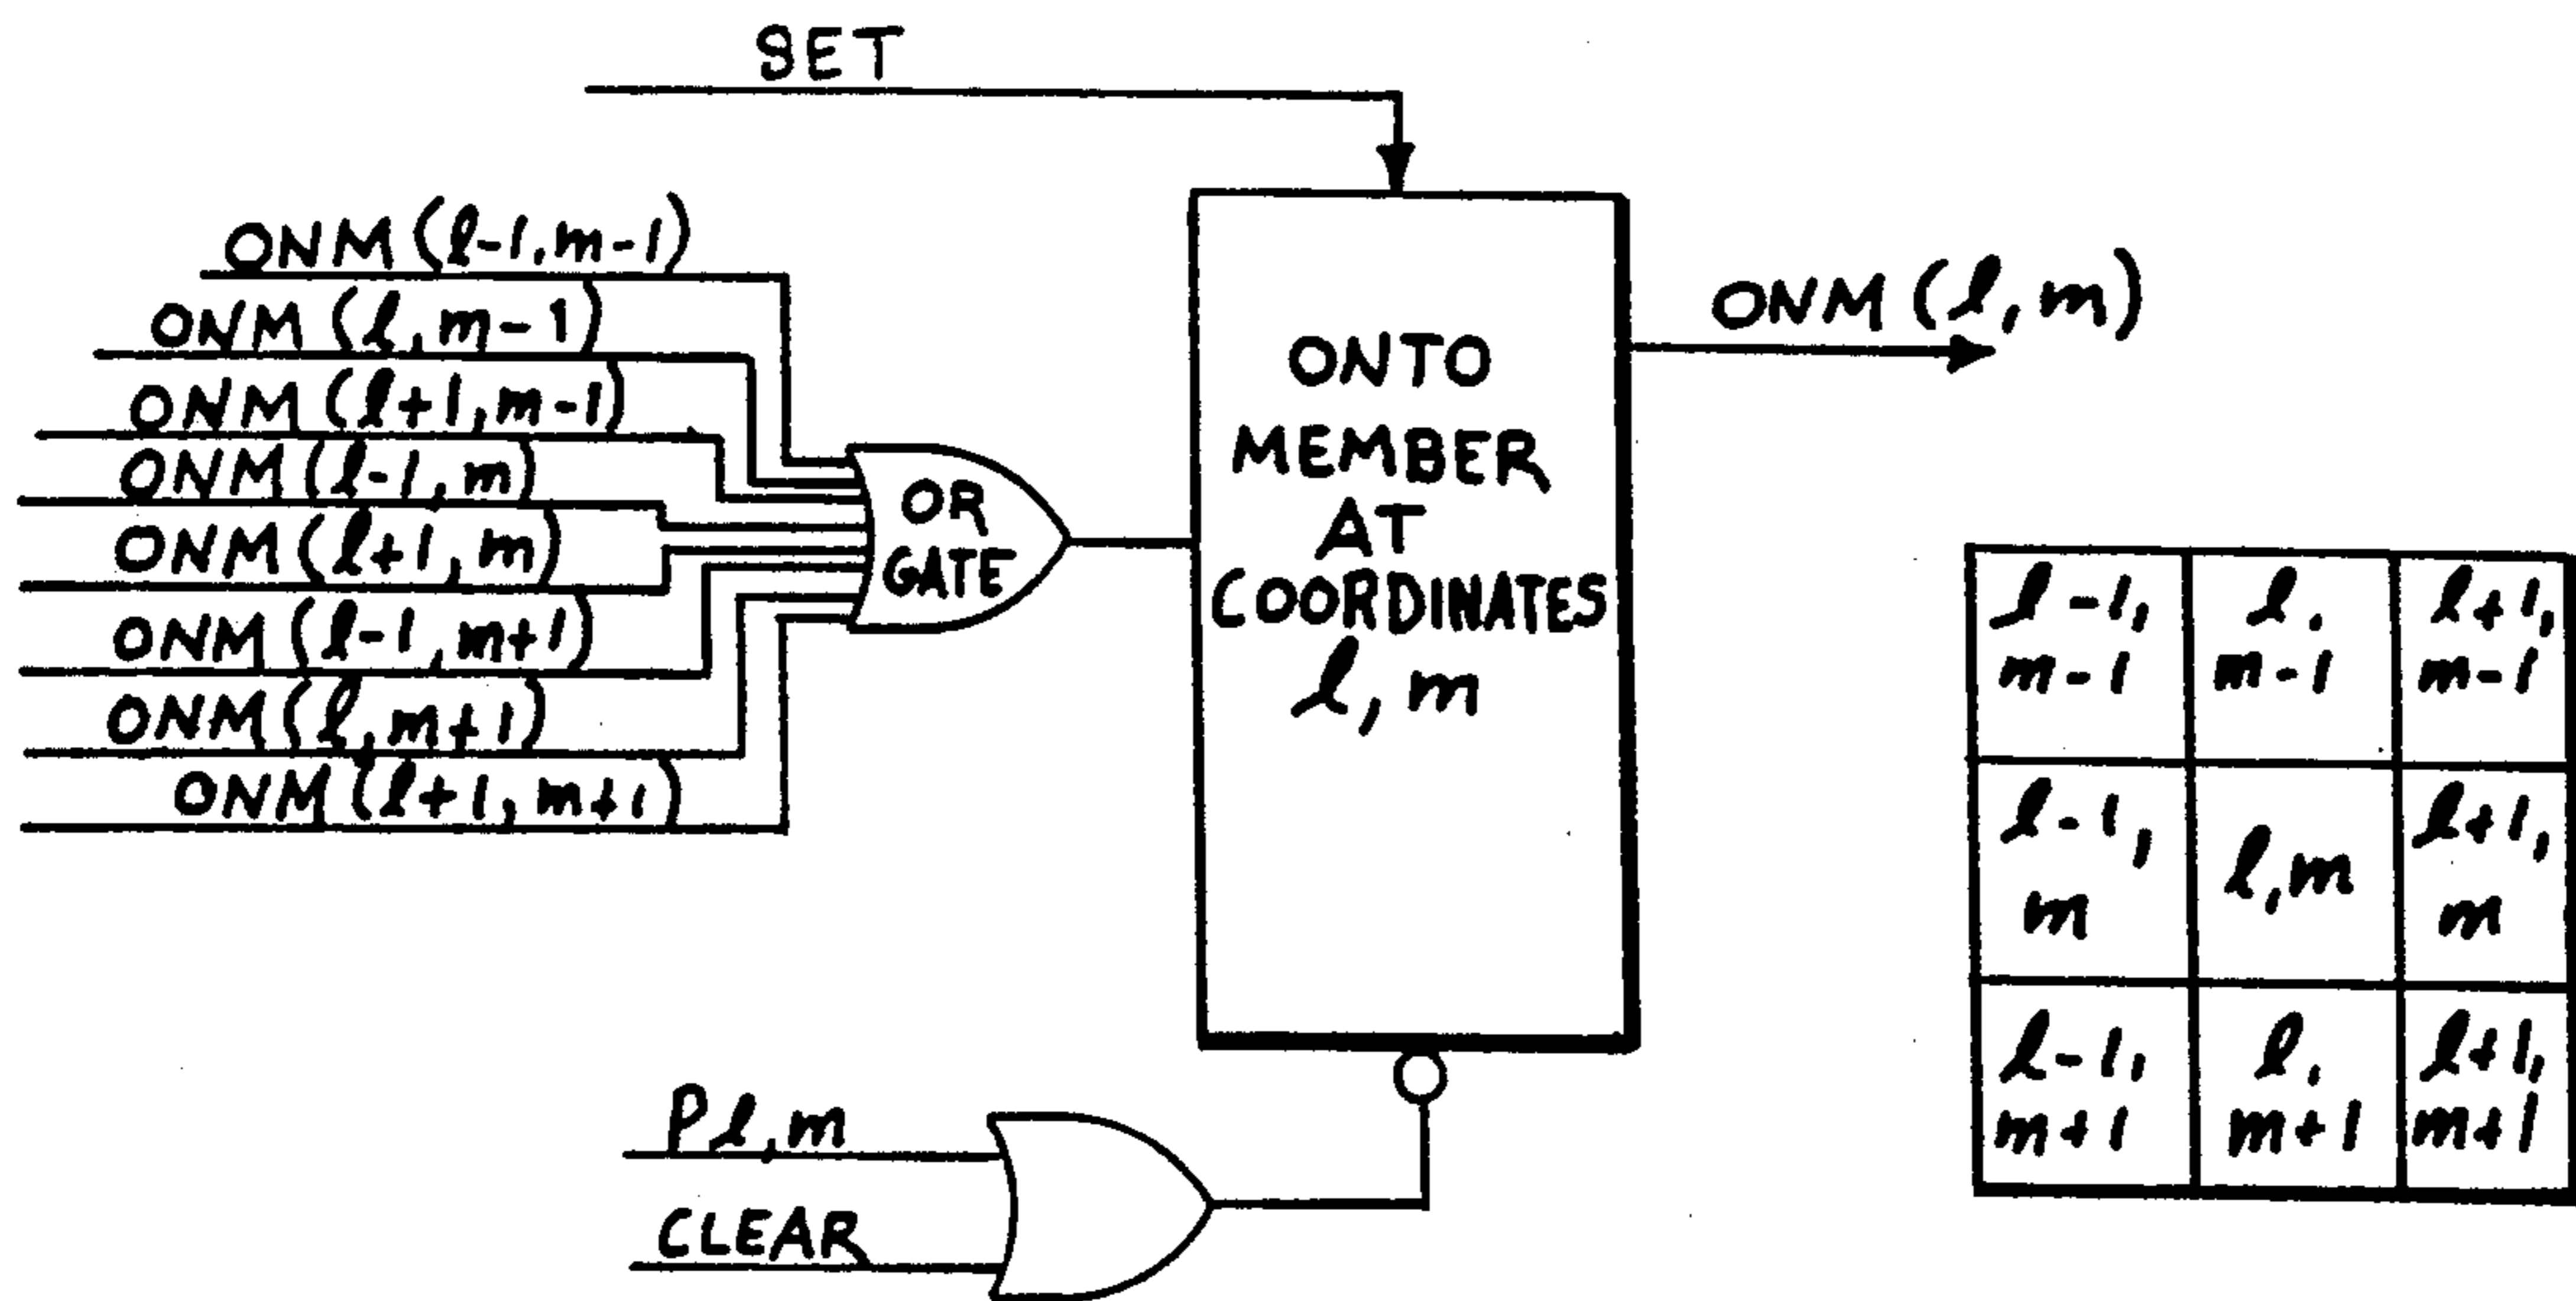 SET
ONM (l-1, m-1)
ONM (l, m-1)
ONM (l+1, m-1)
ONM (l-1, m)
ONM (l+1, m)
ONM (l-1, m+1)
ONM (l, m+1)
ONM (l+1, m+1)
OR
GATE
ONTO
MEMBER
AT
COORDINATES
l, m
ONM (l, m)
l-1, l, l+1,
m-1 m-1 m-1
l-1, l,m l+1,
m m
l-1, l, l+1,
m+1 m+1 m+1
Pl,m
CLEAR